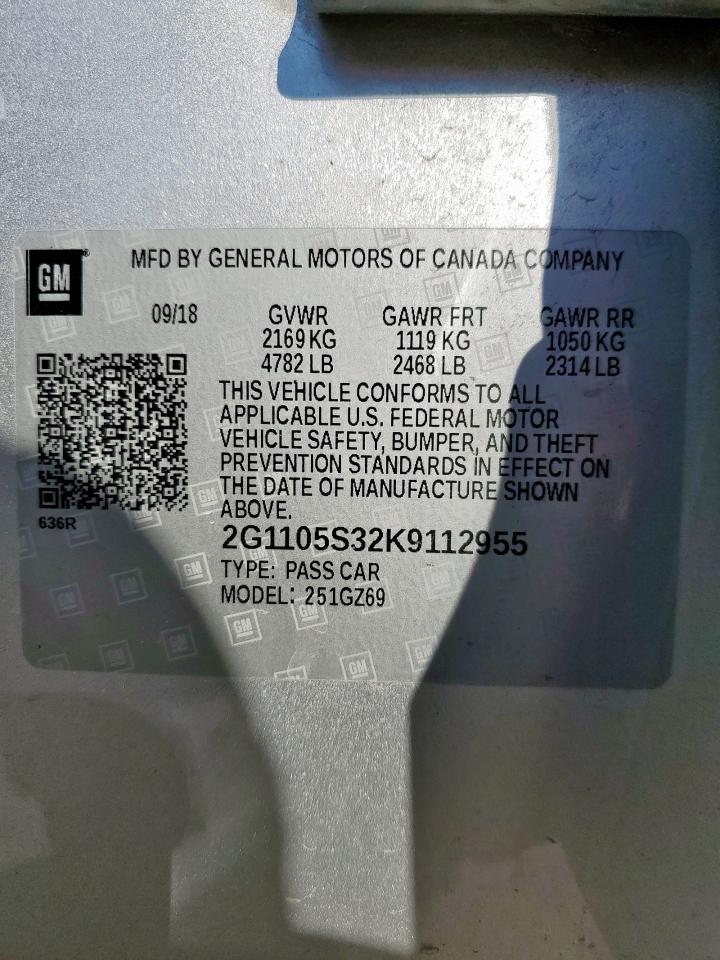 GM
MFD BY GENERAL MOTORS OF CANADA COMPANY
09/18 GVWR GAWR FRT GAWR RR
2169 KG 1119 KG 1050 KG
4782 LB 2468 LB 2314 LB
THIS VEHICLE CONFORMS TO ALL
APPLICABLE U.S. FEDERAL MOTOR
VEHICLE SAFETY, BUMPER, AND THEFT
PREVENTION STANDARDS IN EFFECT ON
THE DATE OF MANUFACTURE SHOWN
ABOVE.
636R
2G1105S32K9112955
TYPE: PASS CAR
MODEL: 251GZ69